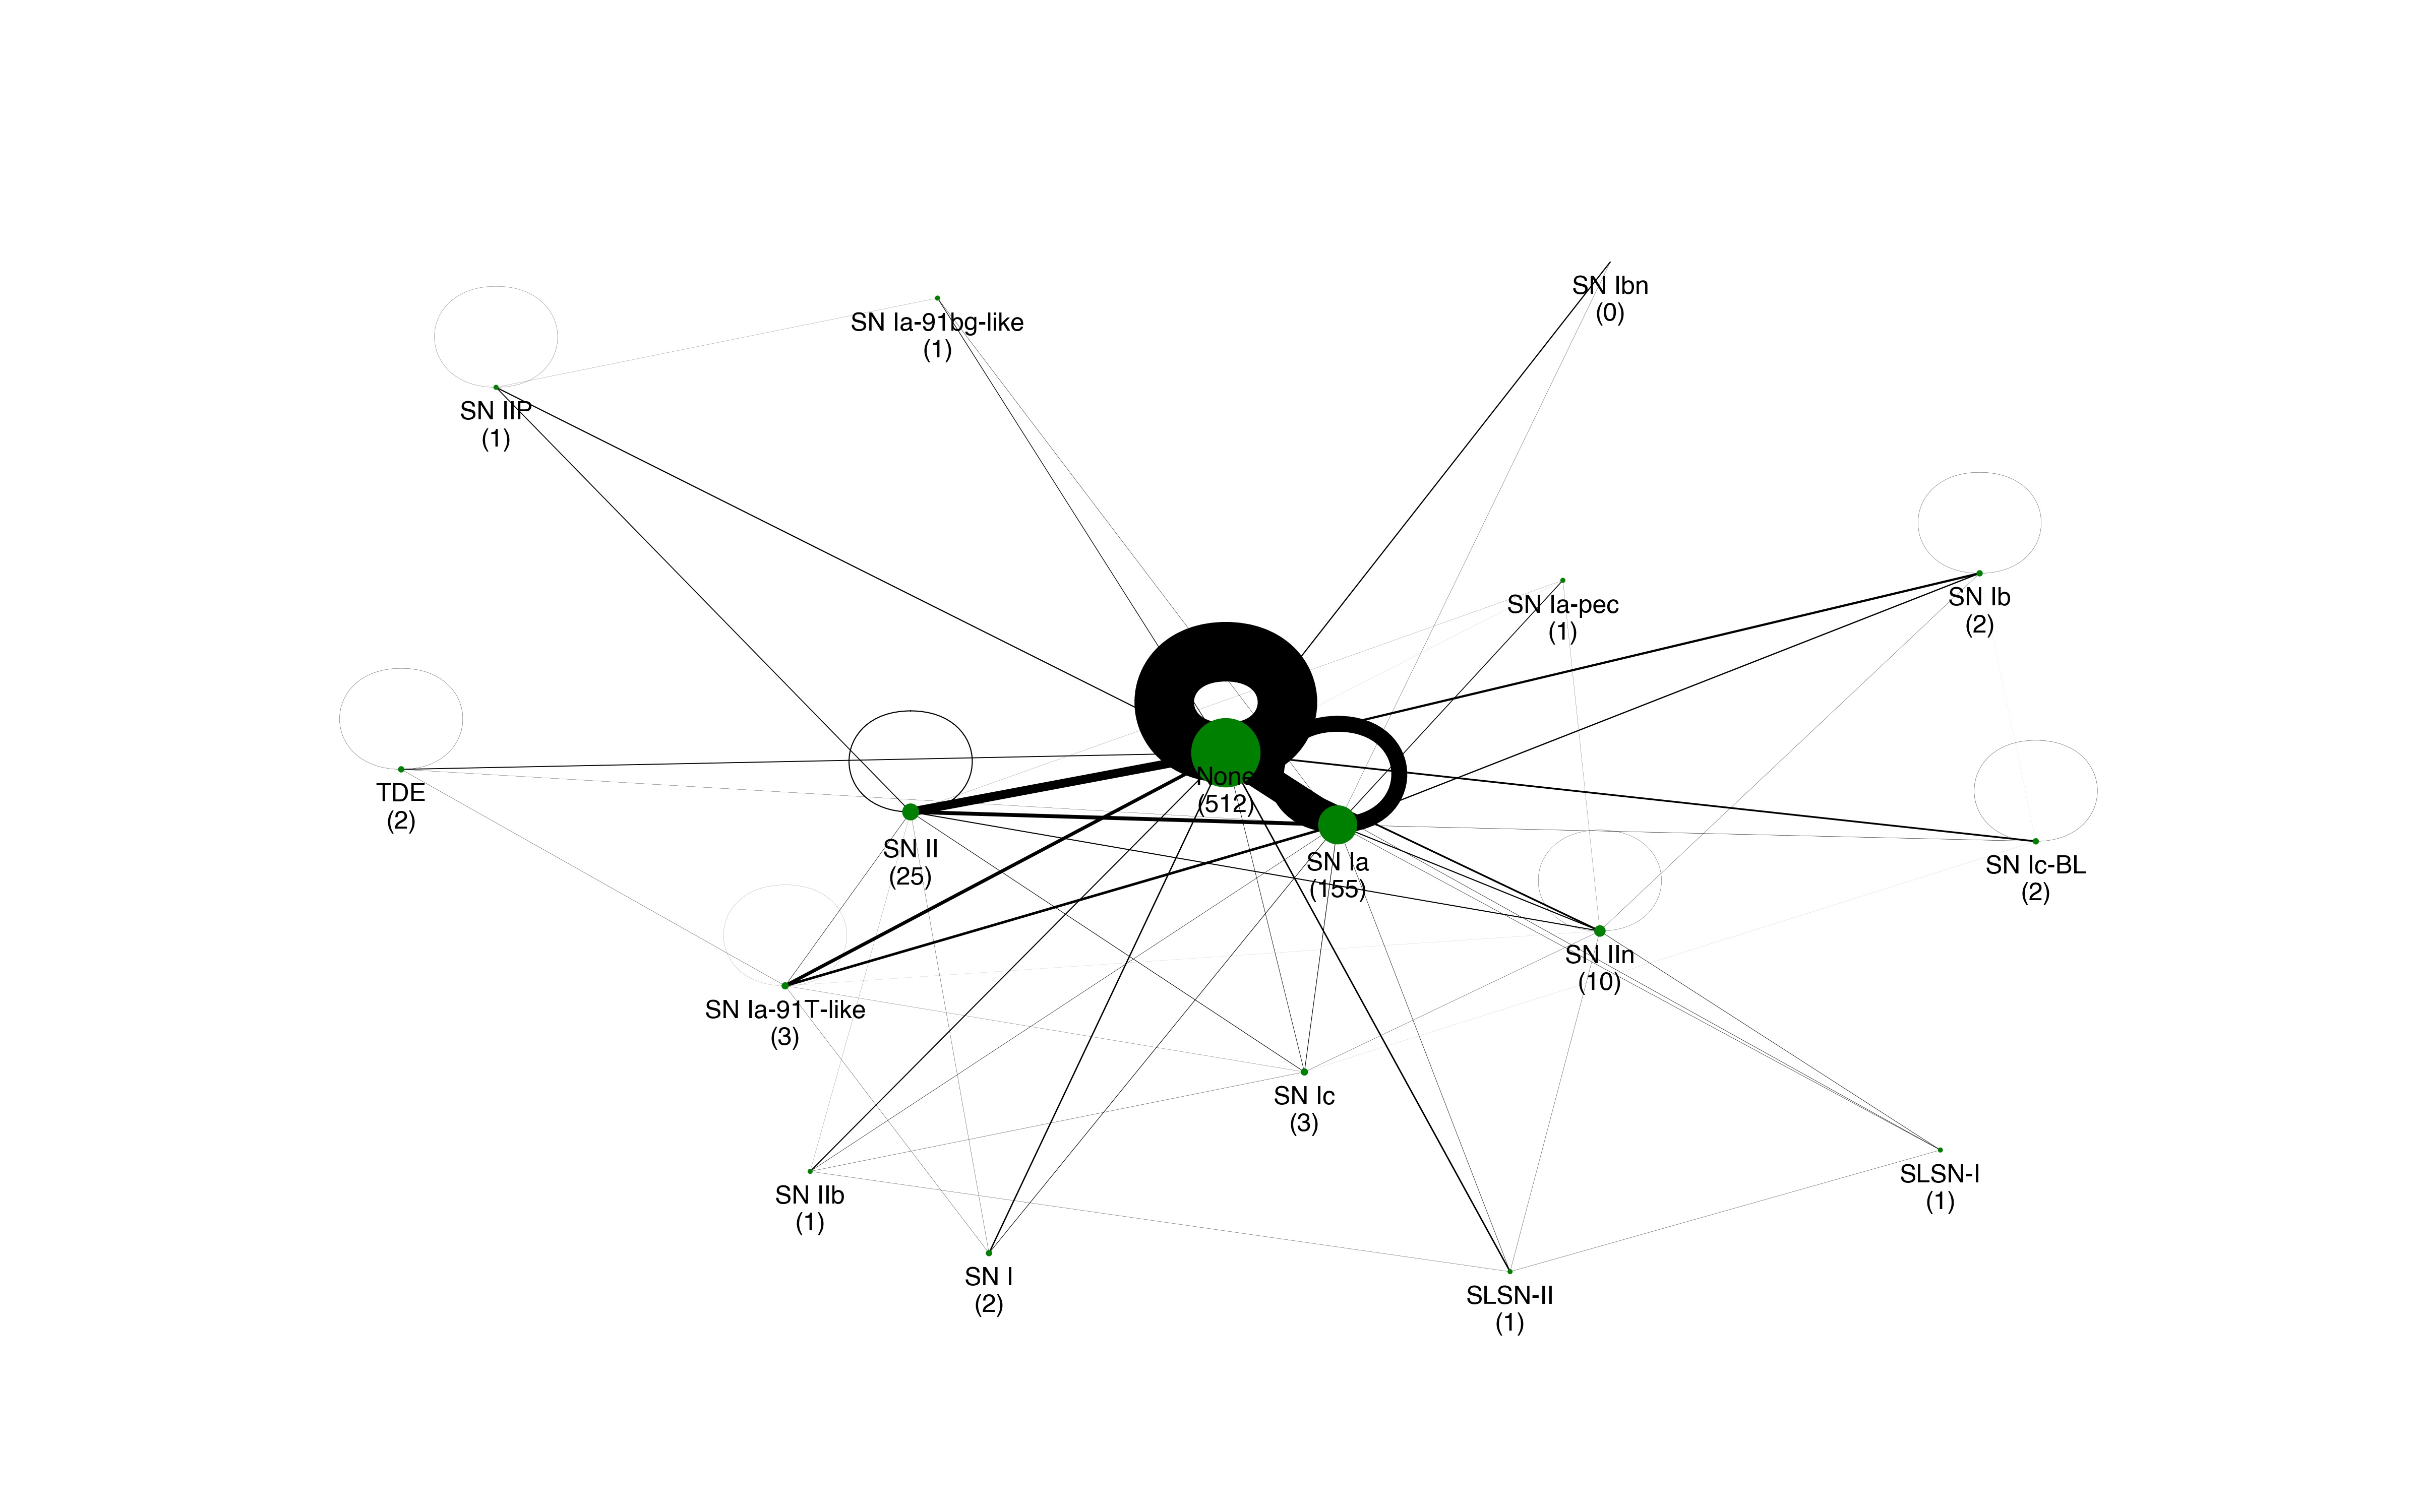 SN Ibn
(0)
SN Ia-91bg-like
(1)
SN IIP
(1)
SN Ia-pec
(1)
SN Ib
(2)
None
(512)
TDE
(2)
SN II
(25)
SN Ia
(155)
SN Ic-BL
(2)
SN IIn
(10)
SN Ia-91T-like
(3)
SN Ic
(3)
SLSN-I
(1)
SN IIb
(1)
SN I
(2)
SLSN-II
(1)